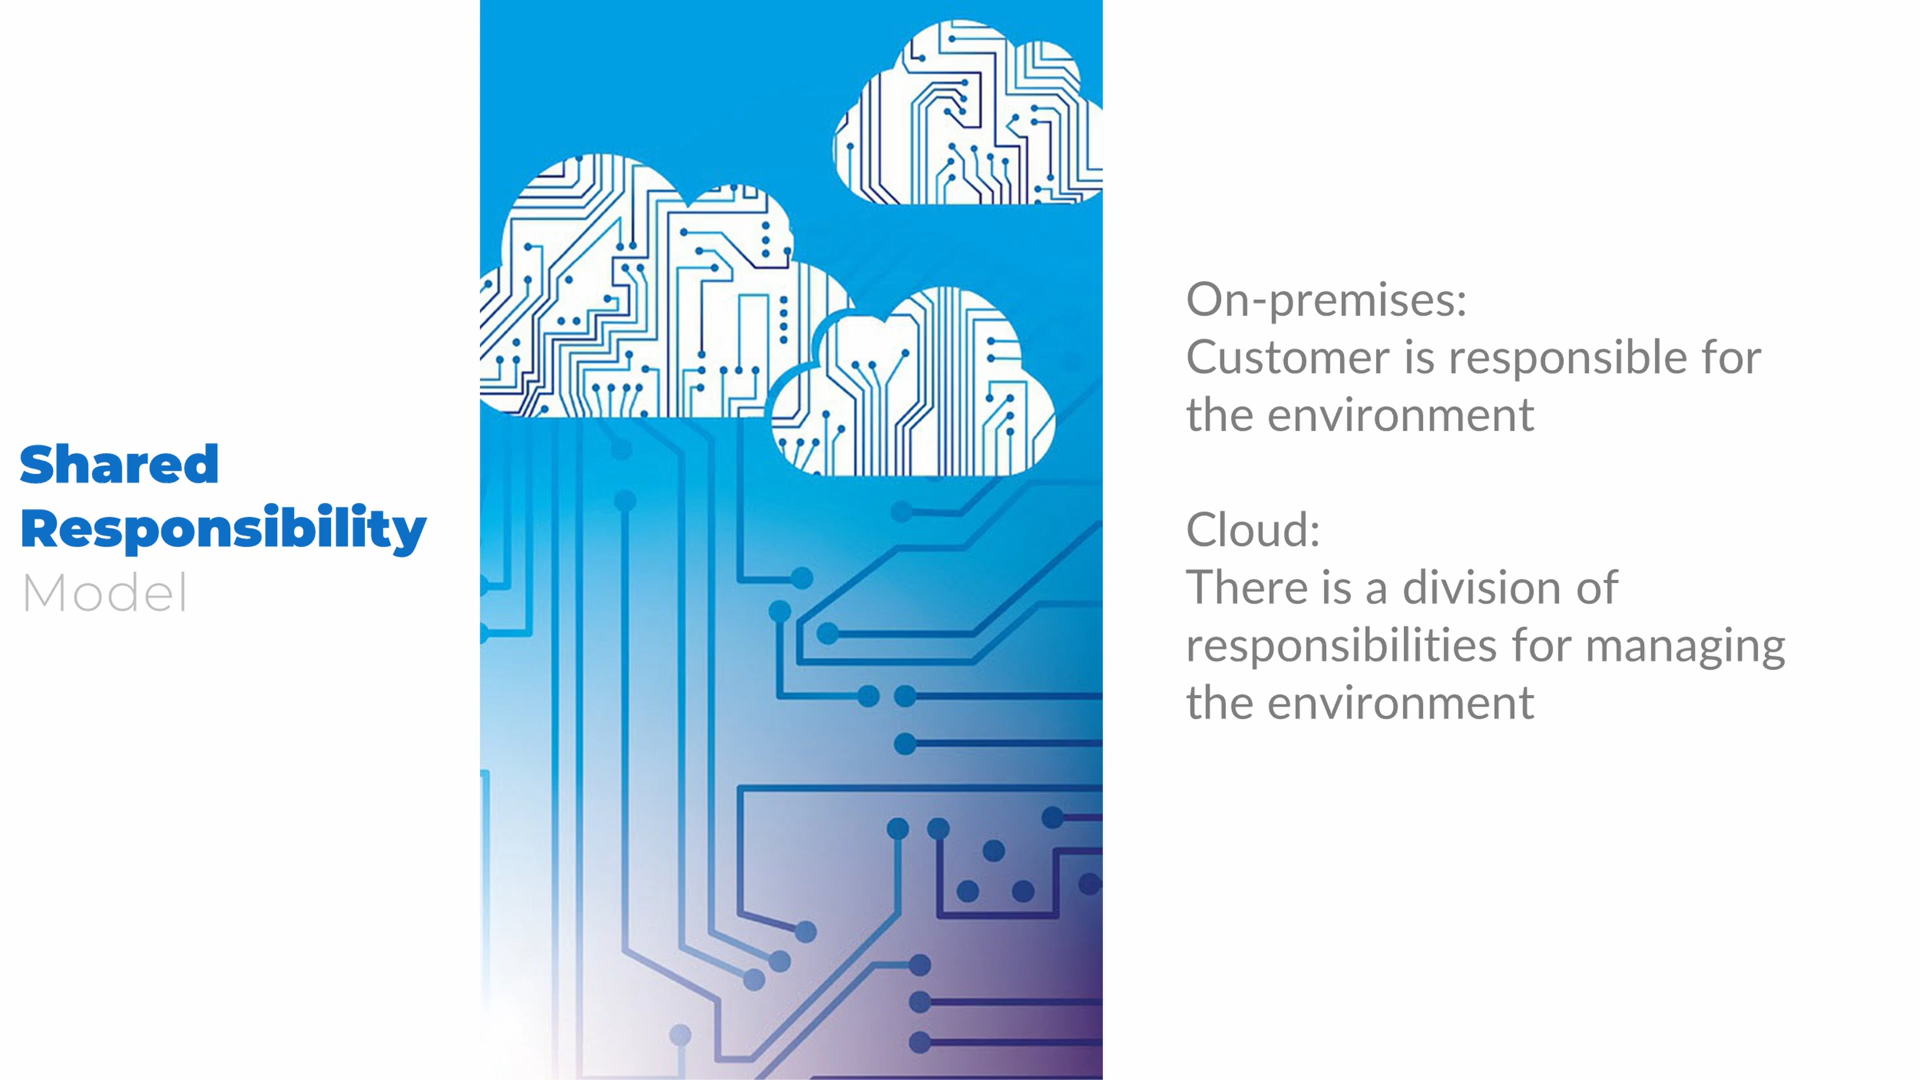 Shared
Responsibility
Model
On-premises:
Customer is responsible for
the environment
Cloud:
There is a division of
responsibilities for managing
the environment